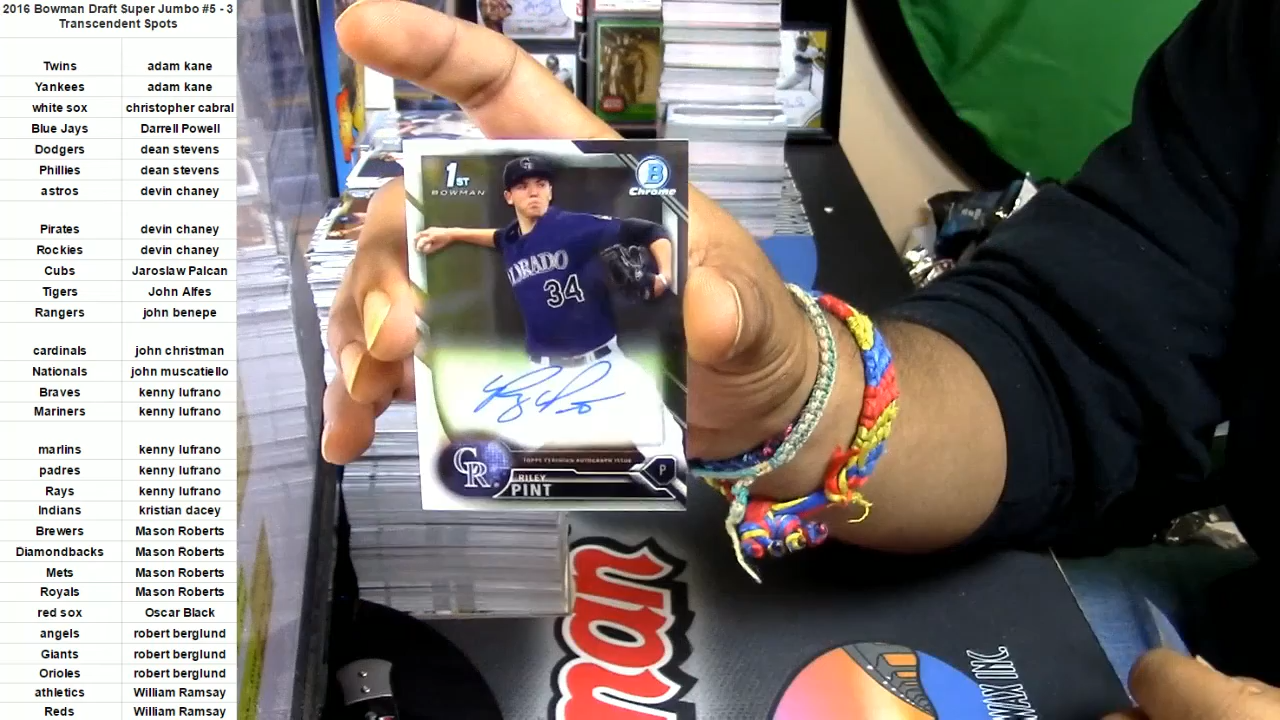 2016 Bowman Draft Super Jumbo #5 - 3
Transcendent Spots
Twins adam kane
Yankees adam kane
white sox christopher cabral
Blue Jays Darrell Powell
Dodgers dean stevens
Phillies dean stevens
astros devin chaney
Pirates devin chaney
Rockies devin chaney
Cubs Jaroslaw Palcan
Tigers John Alfes
Rangers john benepe
cardinals john christman
Nationals john muscatiello
Braves kenny lufrano
Mariners kenny lufrano
marlins kenny lufrano
padres kenny lufrano
Rays kenny lufrano
Indians kristian dacey
Brewers Mason Roberts
Diamondbacks Mason Roberts
Mets Mason Roberts
Royals Mason Roberts
red sox Oscar Black
angels robert berglund
Giants robert berglund
Orioles robert berglund
athletics William Ramsay
Reds William Ramsay
1ST
BOWMAN
B
Chrome
34
TOPPS CERTIFIED AUTOGRAPH ISSUE
CR
RILEY
PINT
P
WAX INC